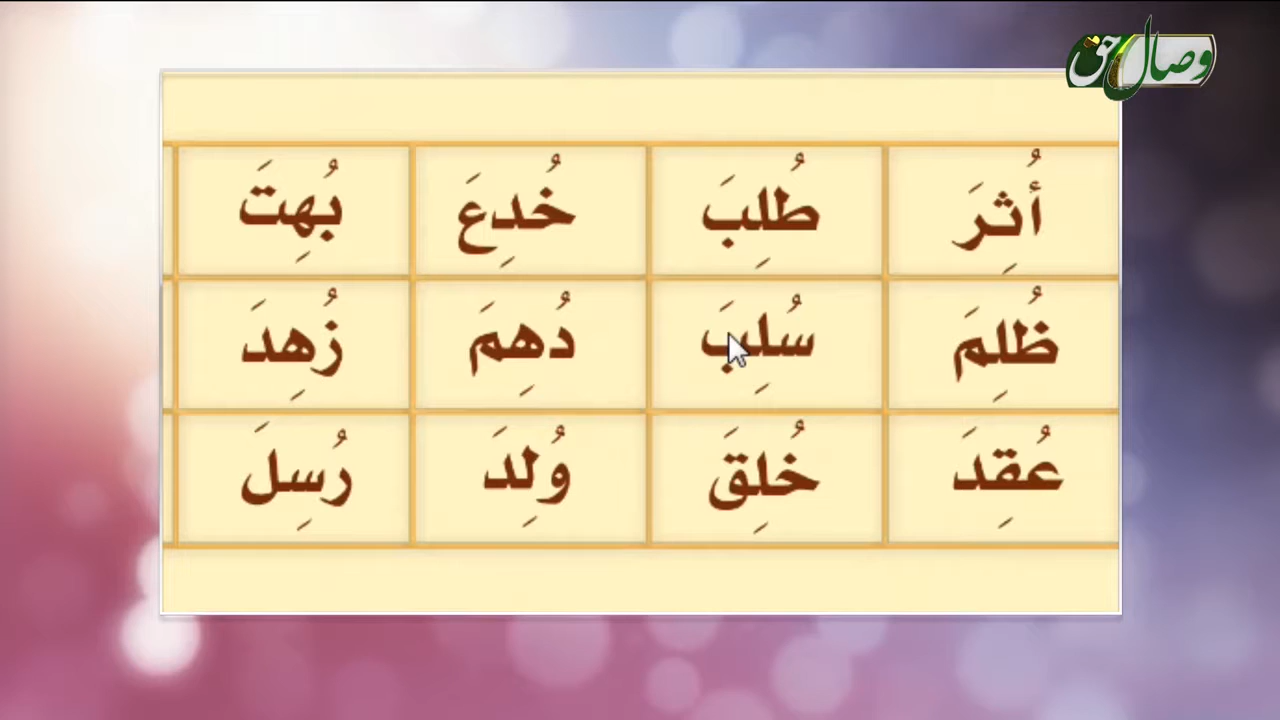 وصال حق
أُثِرَ طُلِبَ خُدِعَ بُهِتَ
ظُلِمَ سُلِبَ دُهِمَ زُهِدَ
عُقِدَ خُلِقَ وُلِدَ رُسِلَ